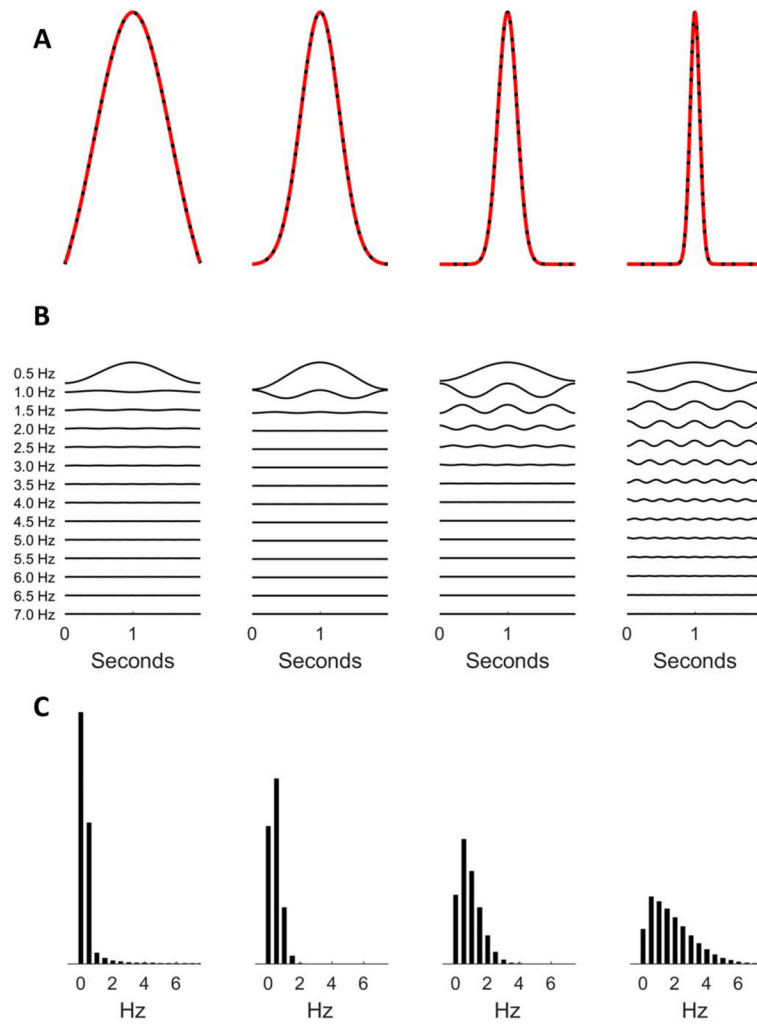 A
B
0.5 Hz
1.0 Hz
1.5 Hz
2.0 Hz
2.5 Hz
3.0 Hz
3.5 Hz
4.0 Hz
4.5 Hz
5.0 Hz
5.5 Hz
6.0 Hz
6.5 Hz
7.0 Hz
0 1 0 1 0 1 0 1
Seconds Seconds Seconds Seconds
C
0 2 4 6 0 2 4 6 0 2 4 6 0 2 4 6
Hz Hz Hz Hz